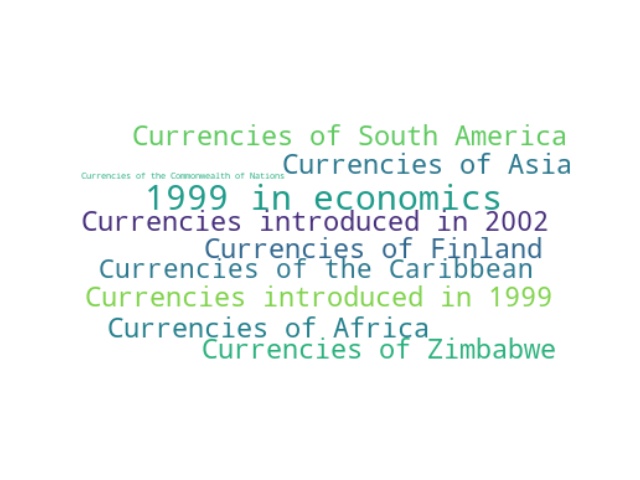 Currencies of South America
Currencies of Asia
Currencies of the Commonwealth of Nations
1999 in economics
Currencies introduced in 2002
Currencies of Finland
Currencies of the Caribbean
Currencies introduced in 1999
Currencies of Africa
Currencies of Zimbabwe